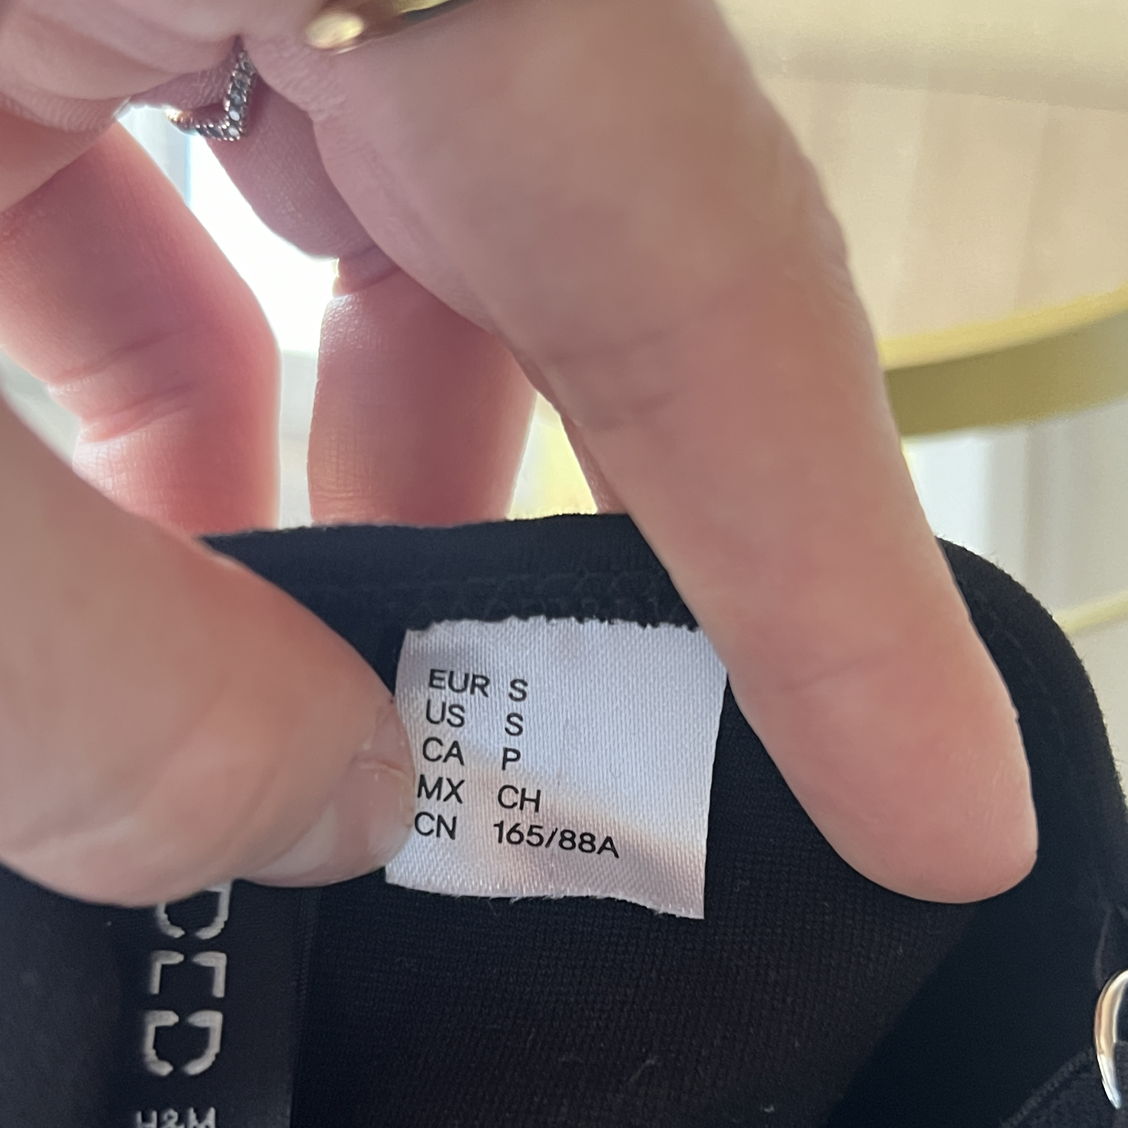 EUR S
US S
CA P
MX CH
CN 165/88A
H&M